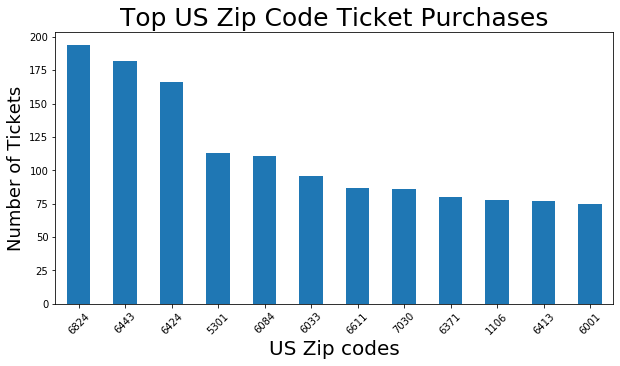 Top US Zip Code Ticket Purchases
Number of Tickets
200
175
150
125
100
75
50
25
0
6824 6443 6424 5301 6084 6033 6611 7030 6371 1106 6413 6001
US Zip codes